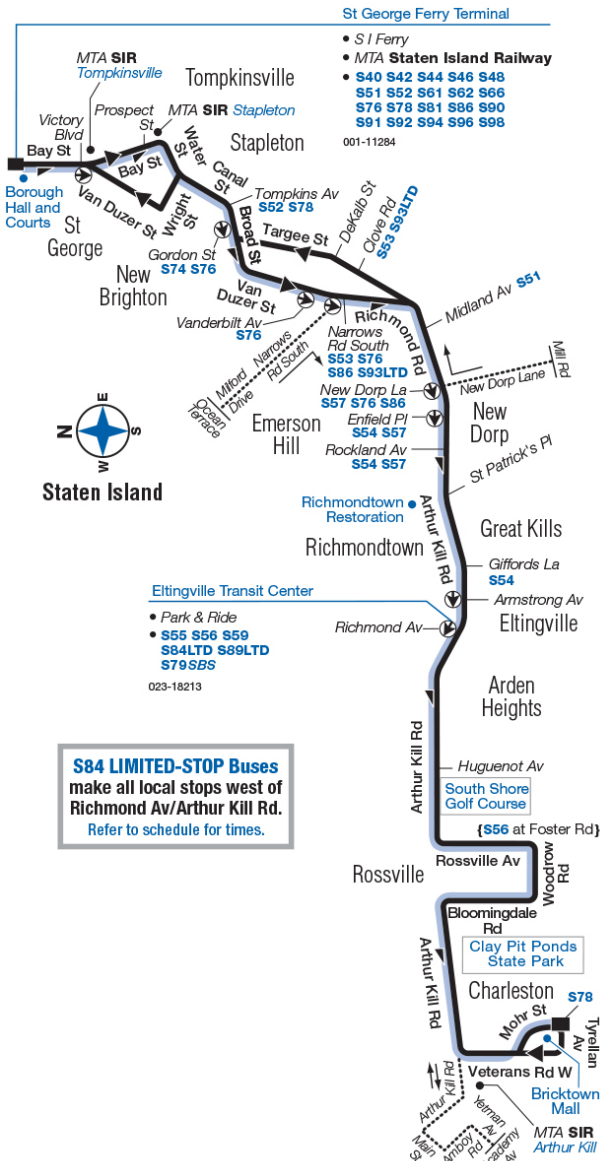 St George Ferry Terminal
• S I Ferry
• MTA Staten Island Railway
• S40 S42 S44 S46 S48
S51 S52 S61 S62 S66
S76 S78 S81 S86 S90
S91 S92 S94 S96 S98
001-11284
MTA SIR
Tompkinsville
Tompkinsville
Victory
Blvd
Prospect
St
MTA SIR Stapleton
Stapleton
Bay St
Bay St
Water
St
Canal
St
Borough
Hall and
Courts
Van Duzer St
Wright
St
St
George
Tompkins Av
S52 S78
Broad St
Targee St
DeKalb St
Clove Rd
S53 S93LTD
Gordon St
S74 S76
New
Brighton
Van
Duzer St
Vanderbilt Av
S76
Richmond Rd
Midland Av S51
Narrows
Rd South
S53 S76
S86 S93LTD
Narrows
Rd South
Milford
Drive
Ocean
Terrace
Emerson
Hill
New Dorp La
S57 S76 S86
New Dorp Lane
Mill Rd
New
Dorp
Enfield Pl
S54 S57
Rockland Av
S54 S57
St Patrick's Pl
N
E
S
W
Staten Island
Richmondtown
Restoration
Arthur Kill Rd
Richmondtown
Great Kills
Giffords La
S54
Armstrong Av
Eltingville
Eltingville Transit Center
• Park & Ride
• S55 S56 S59
S84LTD S89LTD
S79SBS
023-18213
Richmond Av
Arden
Heights
Arthur Kill Rd
S84 LIMITED-STOP Buses
make all local stops west of
Richmond Av/Arthur Kill Rd.
Refer to schedule for times.
Huguenot Av
South Shore
Golf Course
{S56 at Foster Rd}
Rossville Av
Woodrow
Rd
Rossville
Bloomingdale
Rd
Clay Pit Ponds
State Park
Arthur Kill Rd
Charleston
S78
Mohr St
Tyrellan
Av
Veterans Rd W
Bricktown
Mall
Arthur Kill Rd
Yetman
Av
MTA SIR
Arthur Kill
Main
St
Rd
Av